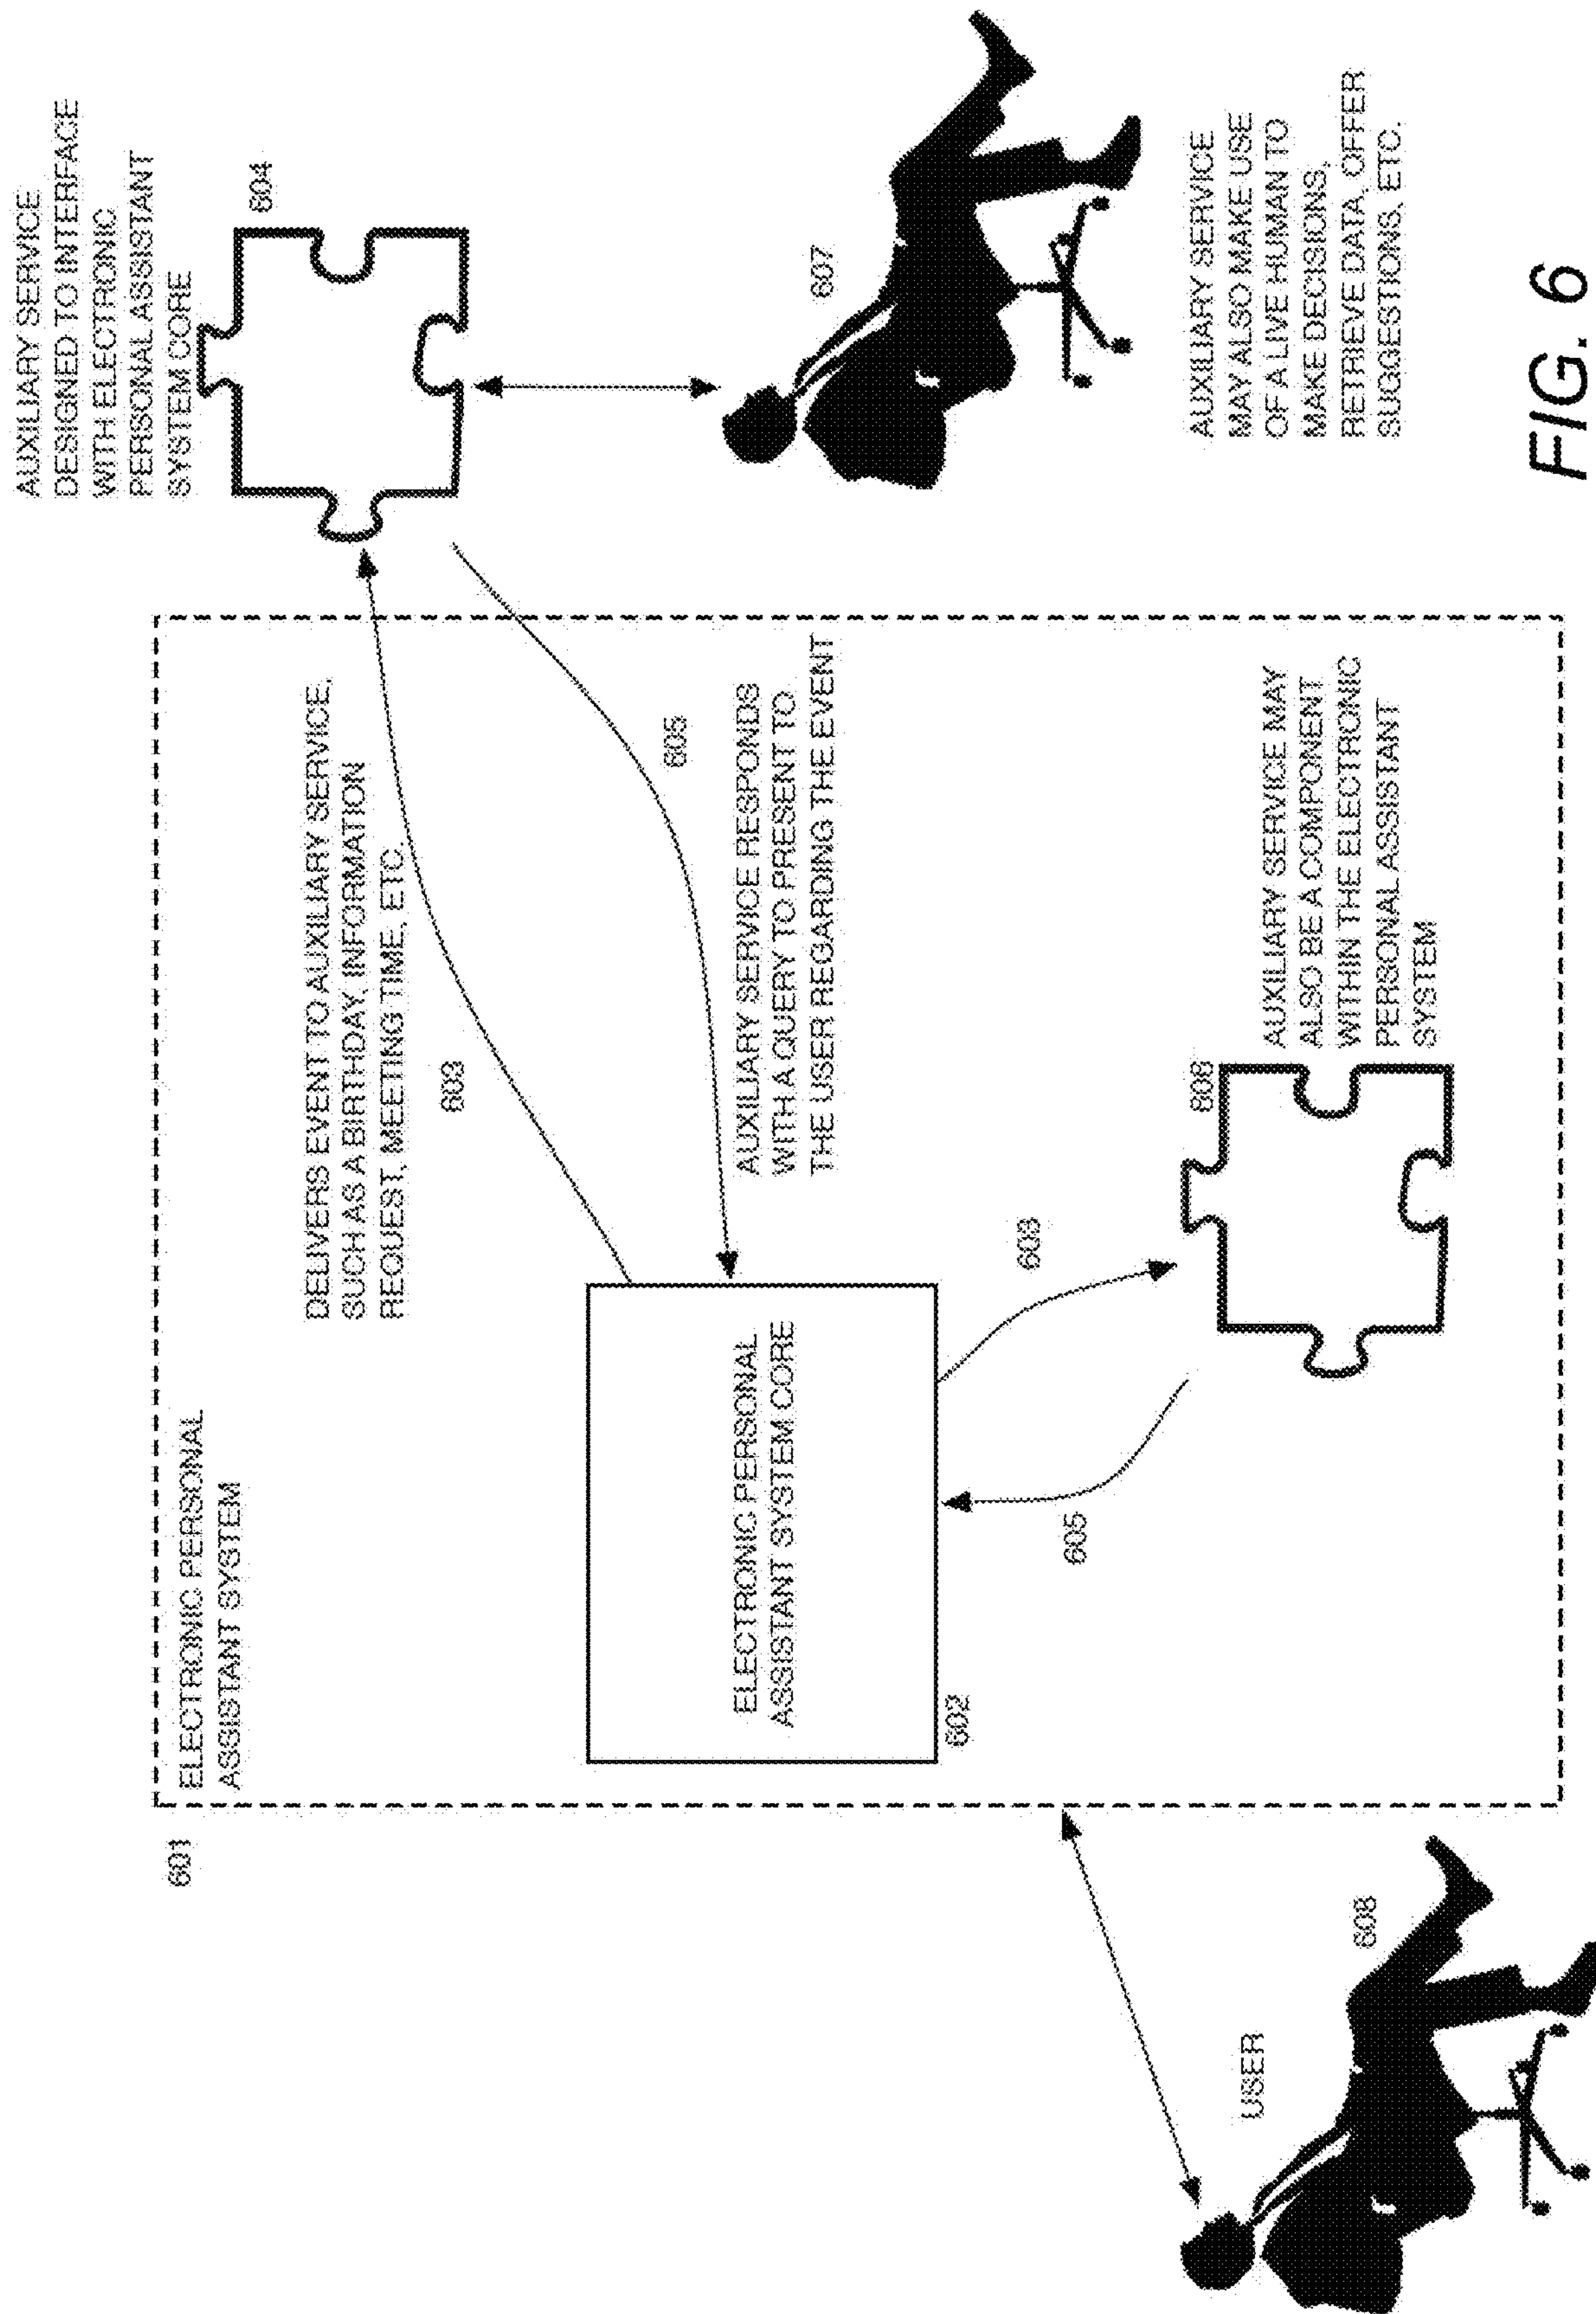 AUXILIARY SERVICE
DESIGNED TO INTERFACE
WITH ELECTRONIC
PERSONAL ASSISTANT
SYSTEM CORE
604
601
ELECTRONIC PERSONAL
ASSISTANT SYSTEM
DELIVERS EVENT TO AUXILIARY SERVICE,
SUCH AS A BIRTHDAY, INFORMATION
REQUEST, MEETING TIME, ETC.
603
605
AUXILIARY SERVICE RESPONDS
WITH A QUERY TO PRESENT TO
THE USER REGARDING THE EVENT
607
ELECTRONIC PERSONAL
ASSISTANT SYSTEM CORE
602
603
605
606
AUXILIARY SERVICE MAY
ALSO BE A COMPONENT
WITHIN THE ELECTRONIC
PERSONAL ASSISTANT
SYSTEM
AUXILIARY SERVICE
MAY ALSO MAKE USE
OF A LIVE HUMAN TO
MAKE DECISIONS,
RETRIEVE DATA, OFFER
SUGGESTIONS, ETC.
USER
608
FIG. 6